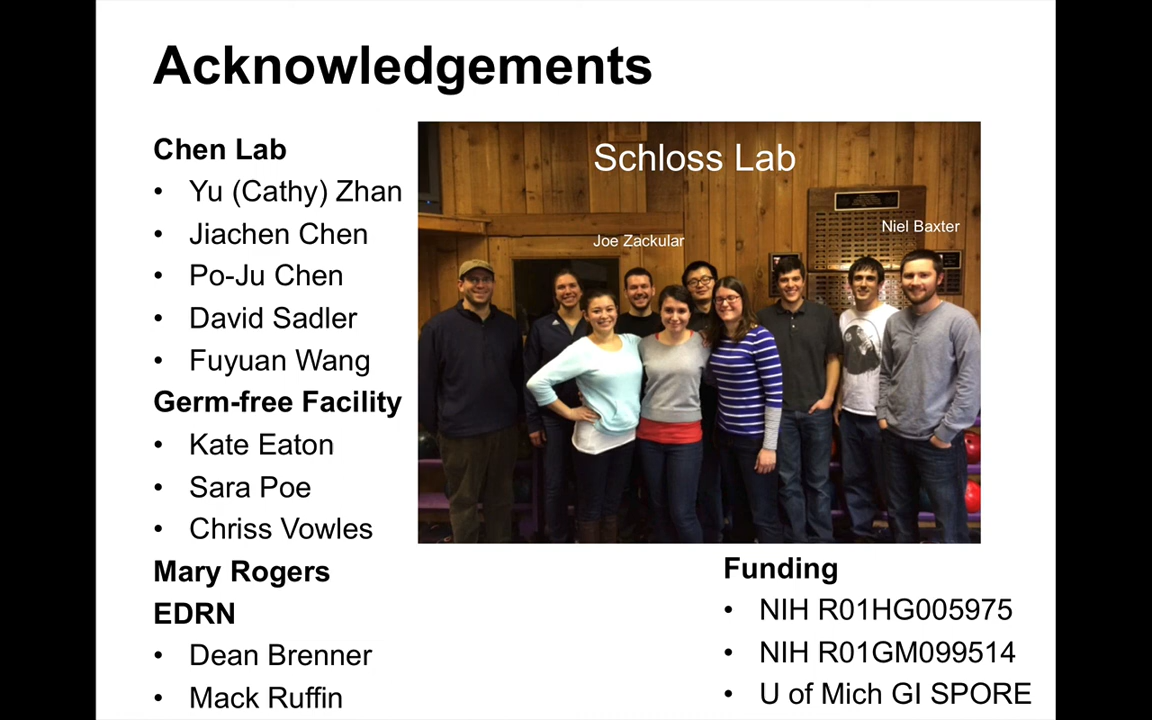 Acknowledgements
Chen Lab
• Yu (Cathy) Zhan
• Jiachen Chen
• Po-Ju Chen
• David Sadler
• Fuyuan Wang
Germ-free Facility
• Kate Eaton
• Sara Poe
• Chriss Vowles
Mary Rogers
EDRN
• Dean Brenner
• Mack Ruffin
Schloss Lab
Joe Zackular
Niel Baxter
Funding
• NIH R01HG005975
• NIH R01GM099514
• U of Mich GI SPORE